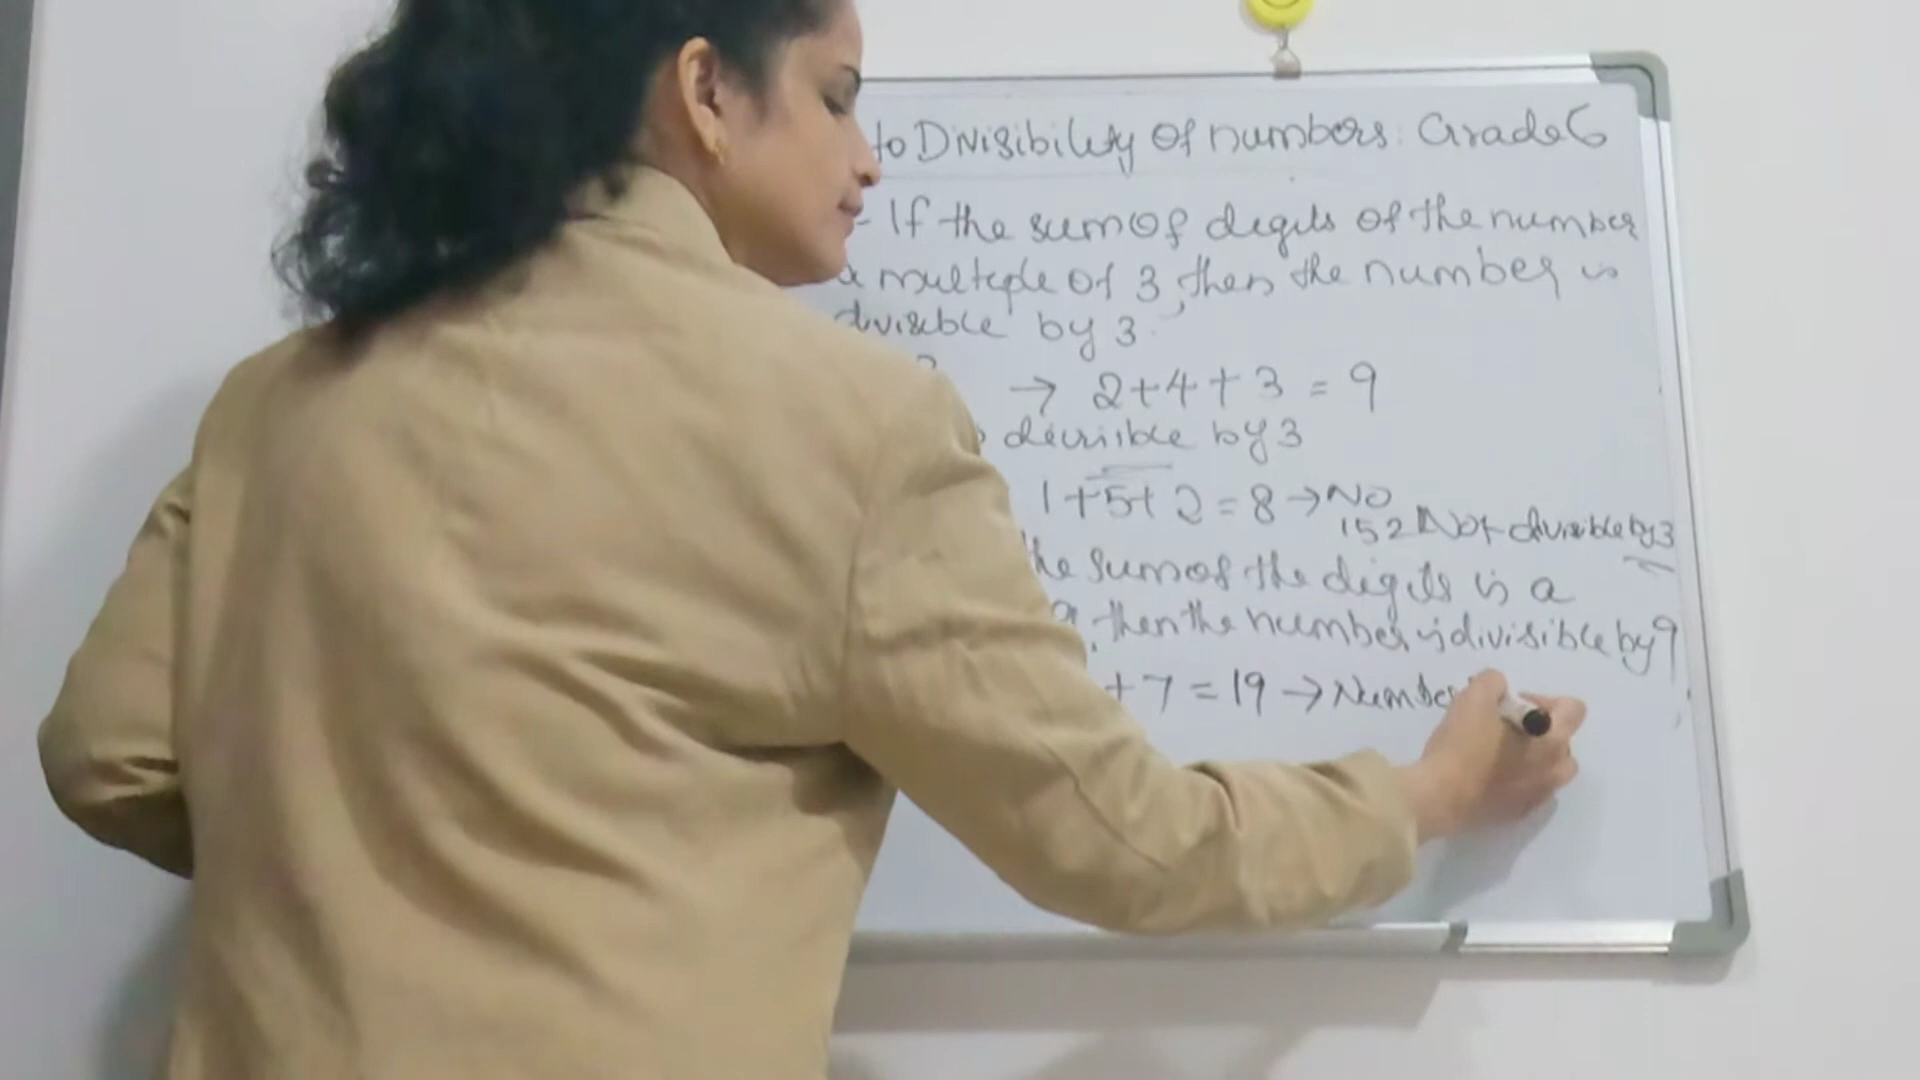 to Divisibility of numbers: Grade 6
- If the sum of digits of the number
a multiple of 3, then the number is
divisible by 3.
→ 2+4+3 = 9
divisible by 3
1+5+2=8→No
152 Not divisible by 3
the sum of the digits is a
9, then the number is divisible by 9
+7=19→Number